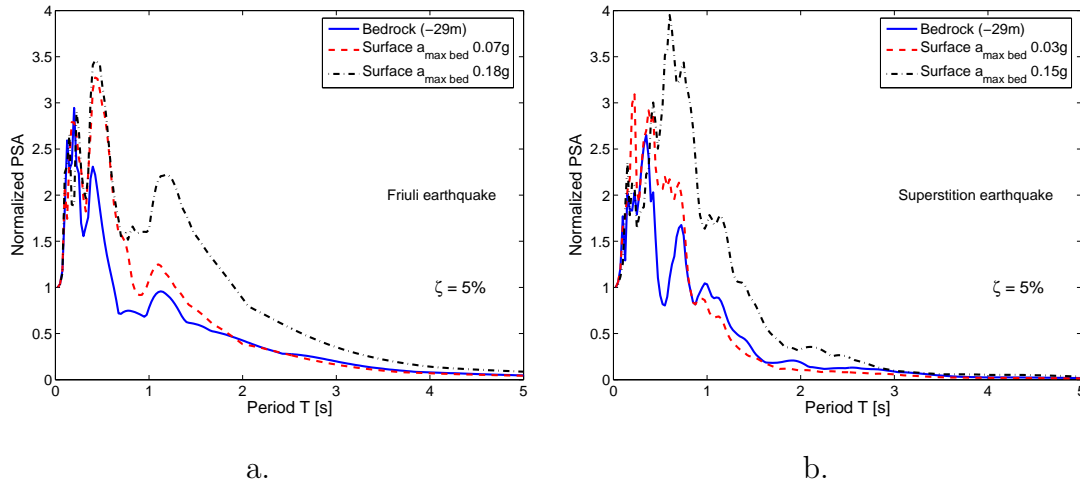 4
3.5
3
2.5
2
1.5
1
0.5
0
Normalized PSA
Bedrock (−29m)
Surface a max bed 0.07g
Surface a max bed 0.18g
Friuli earthquake
ζ = 5%
0 1 2 3 4 5
Period T [s]
a.
4
3.5
3
2.5
2
1.5
1
0.5
0
Normalized PSA
Bedrock (−29m)
Surface a max bed 0.03g
Surface a max bed 0.15g
Superstition earthquake
ζ = 5%
0 1 2 3 4 5
Period T [s]
b.